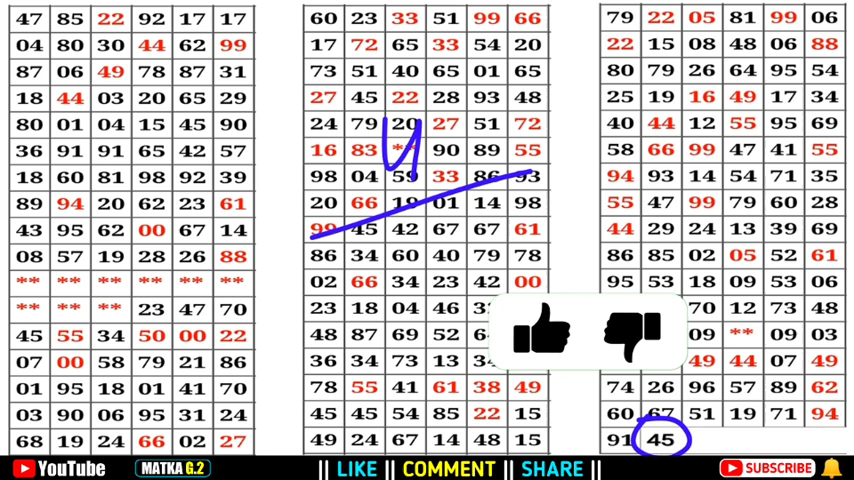 47 85 22 92 17 17
04 80 30 44 62 99
87 06 49 78 87 31
18 44 03 20 65 29
80 01 04 15 45 90
36 91 91 65 42 57
18 60 81 98 92 39
89 94 20 62 23 61
43 95 62 00 67 14
08 57 19 28 26 88
** ** ** ** ** **
** ** ** 23 47 70
45 55 34 50 00 22
07 00 58 79 21 86
01 95 18 01 41 70
03 90 06 95 31 24
68 19 24 66 02 27
60 23 33 51 99 66
17 72 65 33 54 20
73 51 40 65 01 65
27 45 22 28 93 48
24 79 20 27 51 72
16 83 ** 90 89 55
98 04 59 33 86 93
20 66 19 01 14 98
99 45 42 67 67 61
86 34 60 40 79 78
02 66 34 23 42 00
23 18 04 46
48 87 69 52
36 34 73 13
78 55 41 61 38 49
45 45 54 85 22 15
49 24 67 14 48 15
79 22 05 81 99 06
22 15 08 48 06 88
80 79 26 64 95 54
25 19 16 49 17 34
40 44 12 55 95 69
58 66 99 47 41 55
94 93 14 54 71 35
55 47 99 79 60 28
44 29 24 13 39 69
86 85 02 05 52 61
95 53 18 09 53 06
70 12 73 48
09 ** 09 03
49 44 07 49
74 26 96 57 89 62
60 67 51 19 71 94
91 45
YouTube MATKA G.2 || LIKE || COMMENT || SHARE || SUBSCRIBE